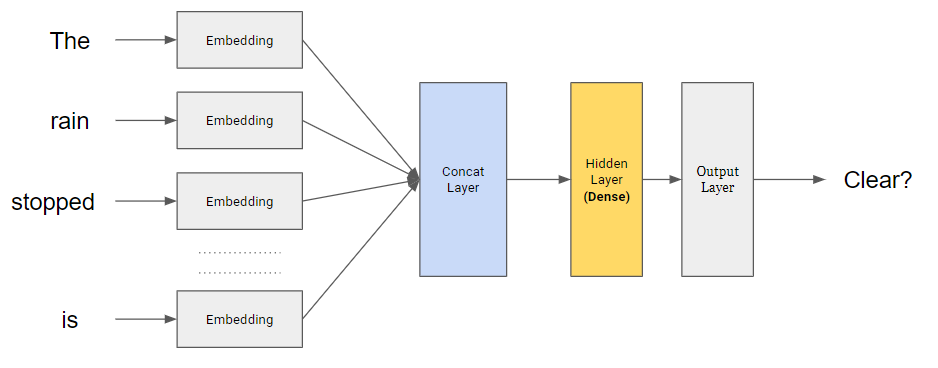 The
Embedding
rain
Embedding
stopped
Embedding
is
Embedding
Concat
Layer
Hidden
Layer
(Dense)
Output
Layer
Clear?